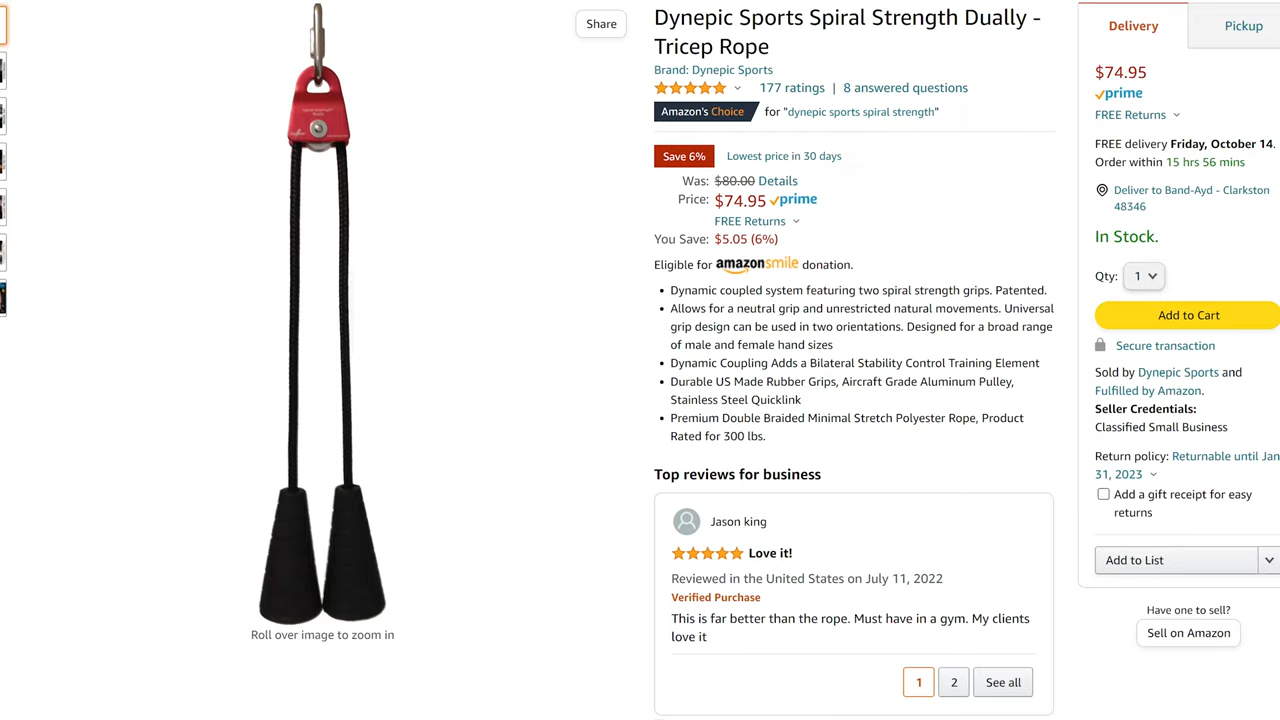 Share
Roll over image to zoom in
Dynepic Sports Spiral Strength Dually -
Tricep Rope
Brand: Dynepic Sports
177 ratings | 8 answered questions
Amazon's Choice for "dynepic sports spiral strength"
Save 6% Lowest price in 30 days
Was: $80.00 Details
Price: $74.95 prime
FREE Returns
You Save: $5.05 (6%)
Eligible for amazonsmile donation.
• Dynamic coupled system featuring two spiral strength grips. Patented.
• Allows for a neutral grip and unrestricted natural movements. Universal
grip design can be used in two orientations. Designed for a broad range
of male and female hand sizes
• Dynamic Coupling Adds a Bilateral Stability Control Training Element
• Durable US Made Rubber Grips, Aircraft Grade Aluminum Pulley,
Stainless Steel Quicklink
• Premium Double Braided Minimal Stretch Polyester Rope, Product
Rated for 300 lbs.
Top reviews for business
Jason king
Love it!
Reviewed in the United States on July 11, 2022
Verified Purchase
This is far better than the rope. Must have in a gym. My clients
love it
1 2 See all
Delivery Pickup
$74.95
prime
FREE Returns
FREE delivery Friday, October 14.
Order within 15 hrs 56 mins
Deliver to Band-Ayd - Clarkston
48346
In Stock.
Qty: 1
Add to Cart
Secure transaction
Sold by Dynepic Sports and
Fulfilled by Amazon.
Seller Credentials:
Classified Small Business
Return policy: Returnable until Jan
31, 2023
Add a gift receipt for easy
returns
Add to List
Have one to sell?
Sell on Amazon